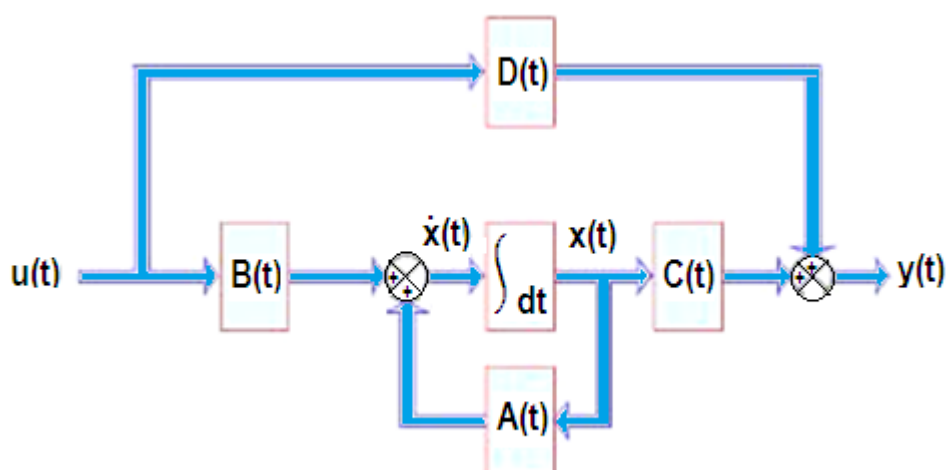 D(t)
u(t)
B(t)
+
+
ẋ(t)
∫ dt
x(t)
C(t)
+
+
y(t)
A(t)